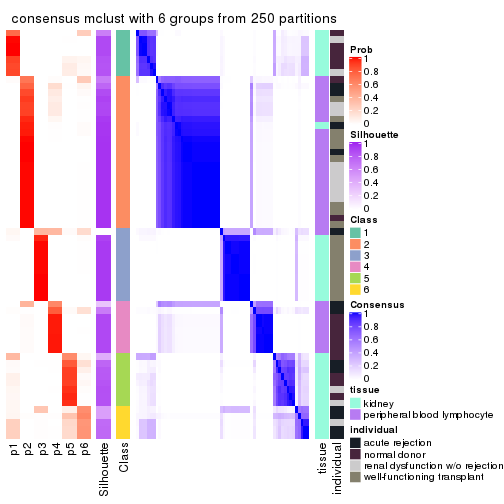 consensus mclust with 6 groups from 250 partitions
Prob
1
0.8
0.6
0.4
0.2
0
Silhouette
1
0.8
0.6
0.4
0.2
0
Class
1
2
3
4
5
6
Consensus
1
0.8
0.6
0.4
0.2
0
tissue
kidney
peripheral blood lymphocyte
individual
acute rejection
normal donor
renal dysfunction w/o rejection
well-functioning transplant
p1
p2
p3
p4
p5
p6
Silhouette
Class
tissue
individual